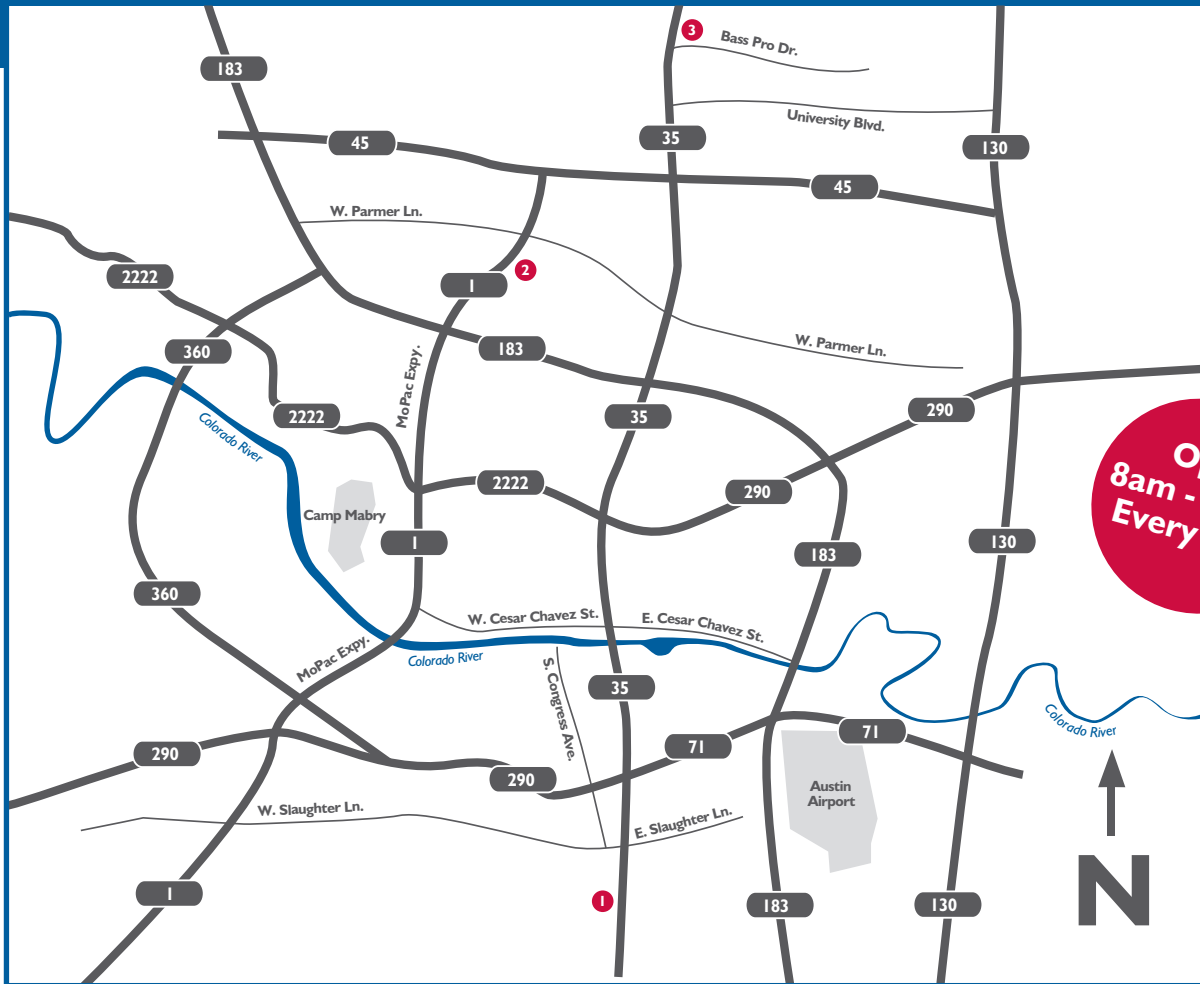 3
Bass Pro Dr.
183
University Blvd.
35
45
130
45
W. Parmer Ln.
2222
2
1
360
183
W. Parmer Ln.
MoPac Expy.
2222
35
290
Colorado River
2222
290
8am -
Every
Camp Mabry
1
130
183
360
W. Cesar Chavez St.
E. Cesar Chavez St.
MoPac Expy.
Colorado River
S. Congress Ave.
35
Colorado River
290
71
71
290
Austin
Airport
W. Slaughter Ln.
E. Slaughter Ln.
1
1
183
130
N